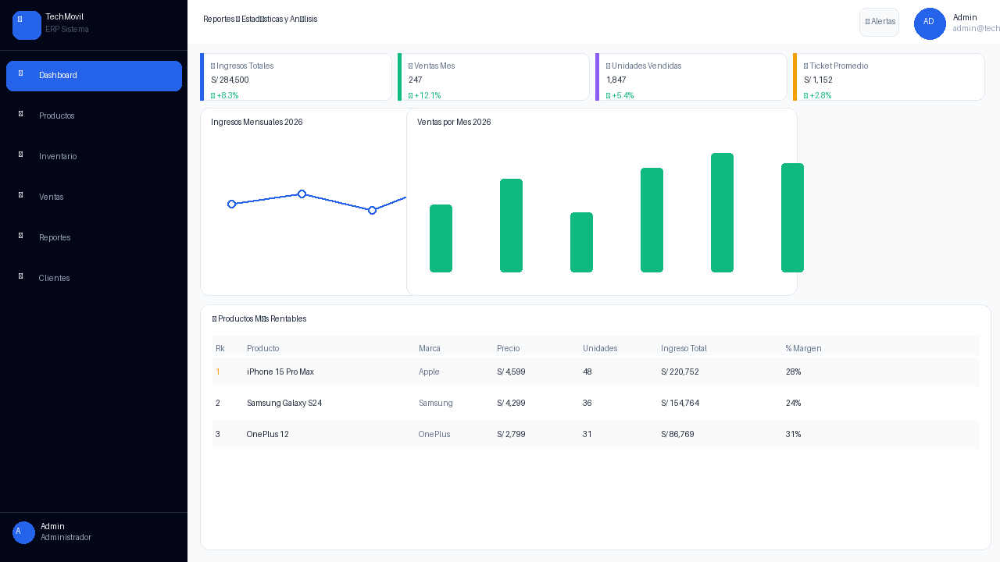 TechMovil
ERP Sistema
Dashboard
Productos
Inventario
Ventas
Reportes
Clientes
A
Admin
Administrador
Reportes ▯ Estad▯sticas y An▯lisis
▯ Alertas
AD
Admin
admin@tech
▯ Ingresos Totales
S/ 284,500
▯ +8.3%
▯ Ventas Mes
247
▯ +12.1%
▯ Unidades Vendidas
1,847
▯ +5.4%
▯ Ticket Promedio
S/ 1,152
▯ +2.8%
Ingresos Mensuales 2026
Ventas por Mes 2026
▯ Productos M▯s Rentables
Rk Producto Marca Precio Unidades Ingreso Total % Margen
1 iPhone 15 Pro Max Apple S/ 4,599 48 S/ 220,752 28%
2 Samsung Galaxy S24 Samsung S/ 4,299 36 S/ 154,764 24%
3 OnePlus 12 OnePlus S/ 2,799 31 S/ 86,769 31%